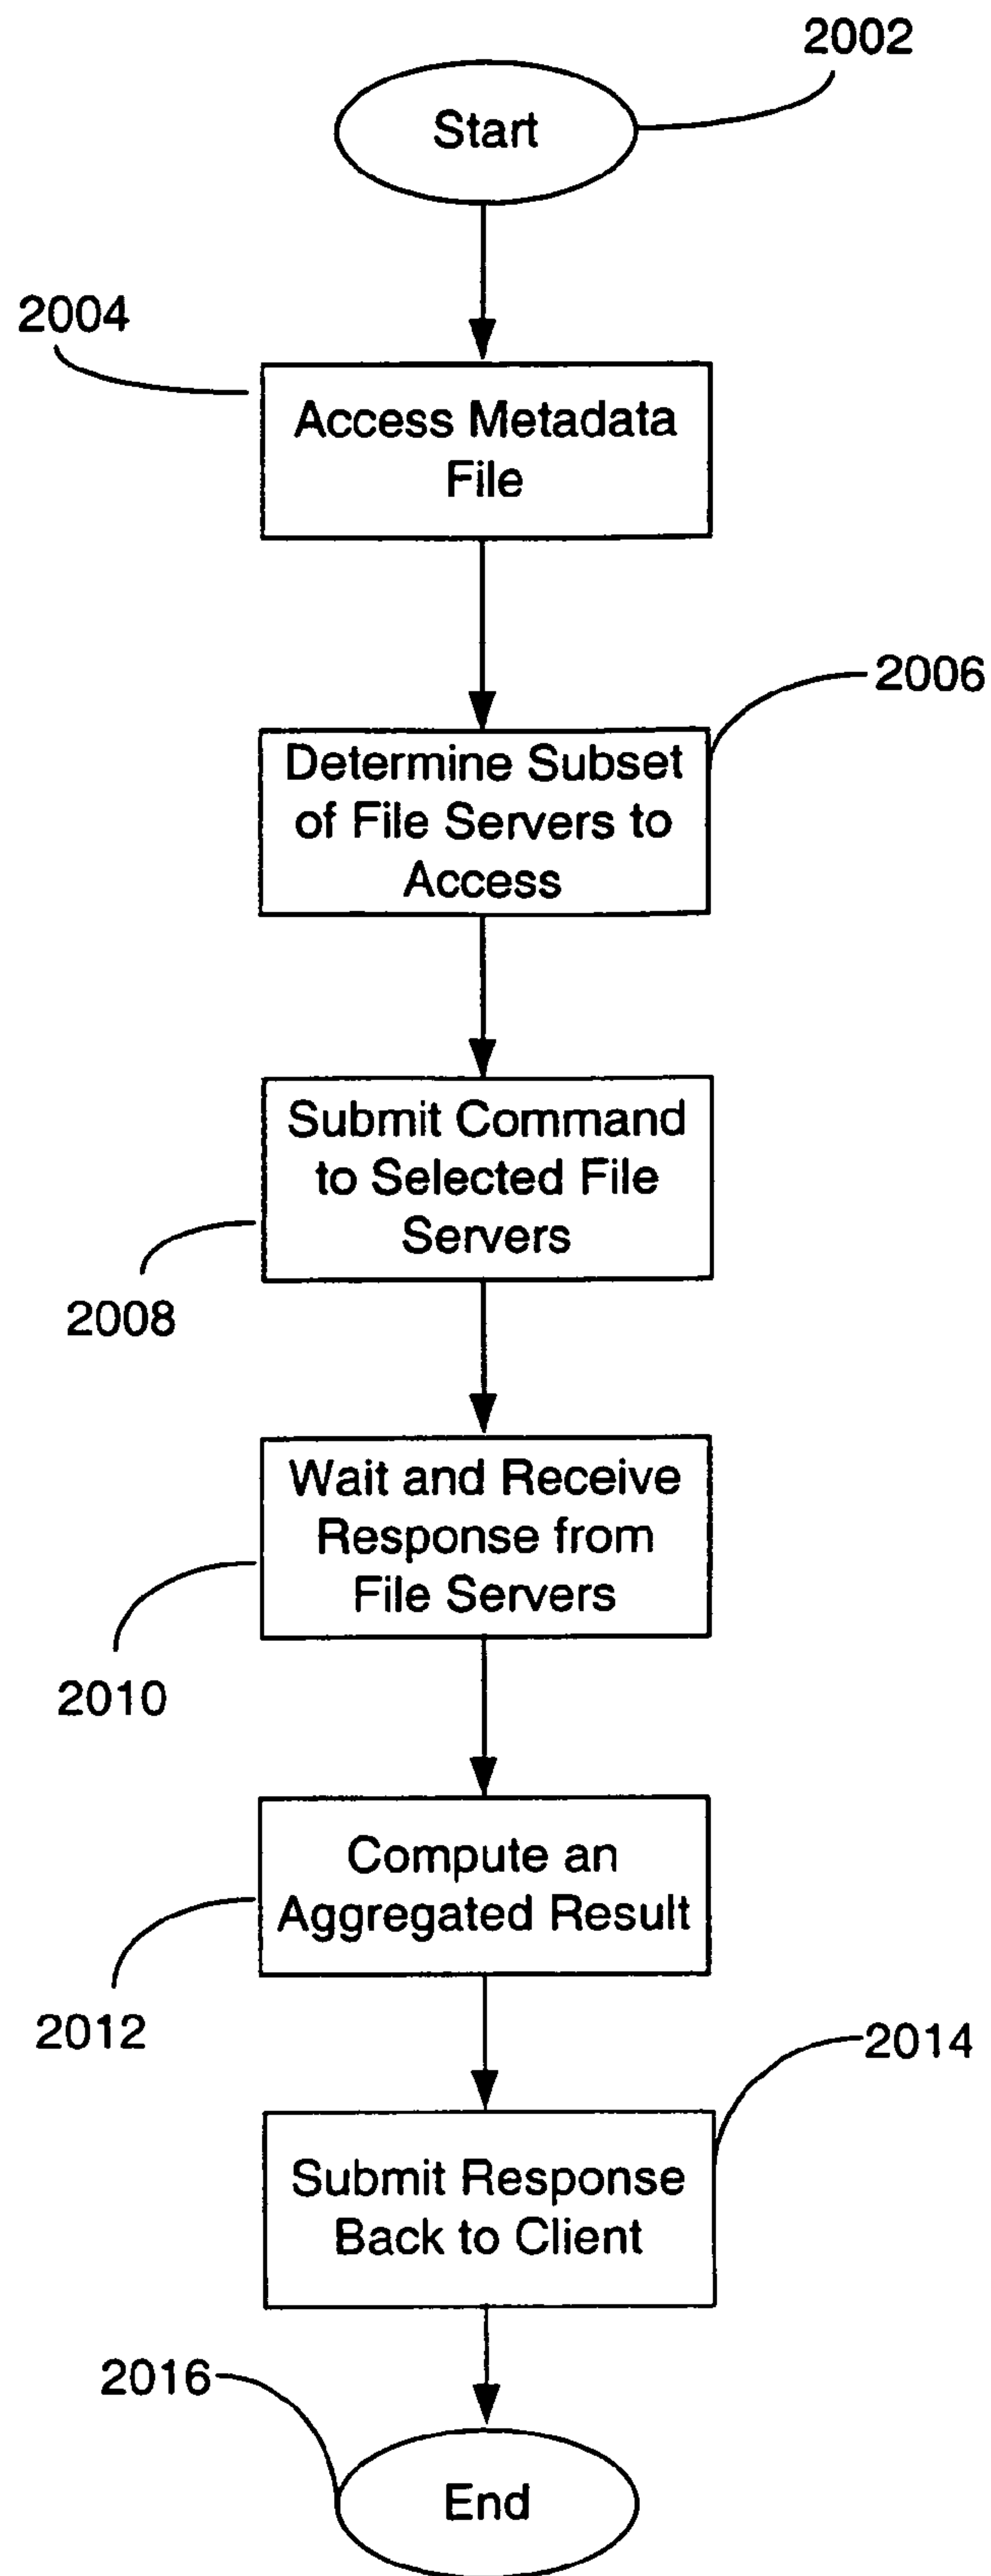 2002
Start
2004
Access Metadata
File
2006
Determine Subset
of File Servers to
Access
Submit Command
to Selected File
Servers
2008
Wait and Receive
Response from
File Servers
2010
Compute an
Aggregated Result
2012
2014
Submit Response
Back to Client
2016
End